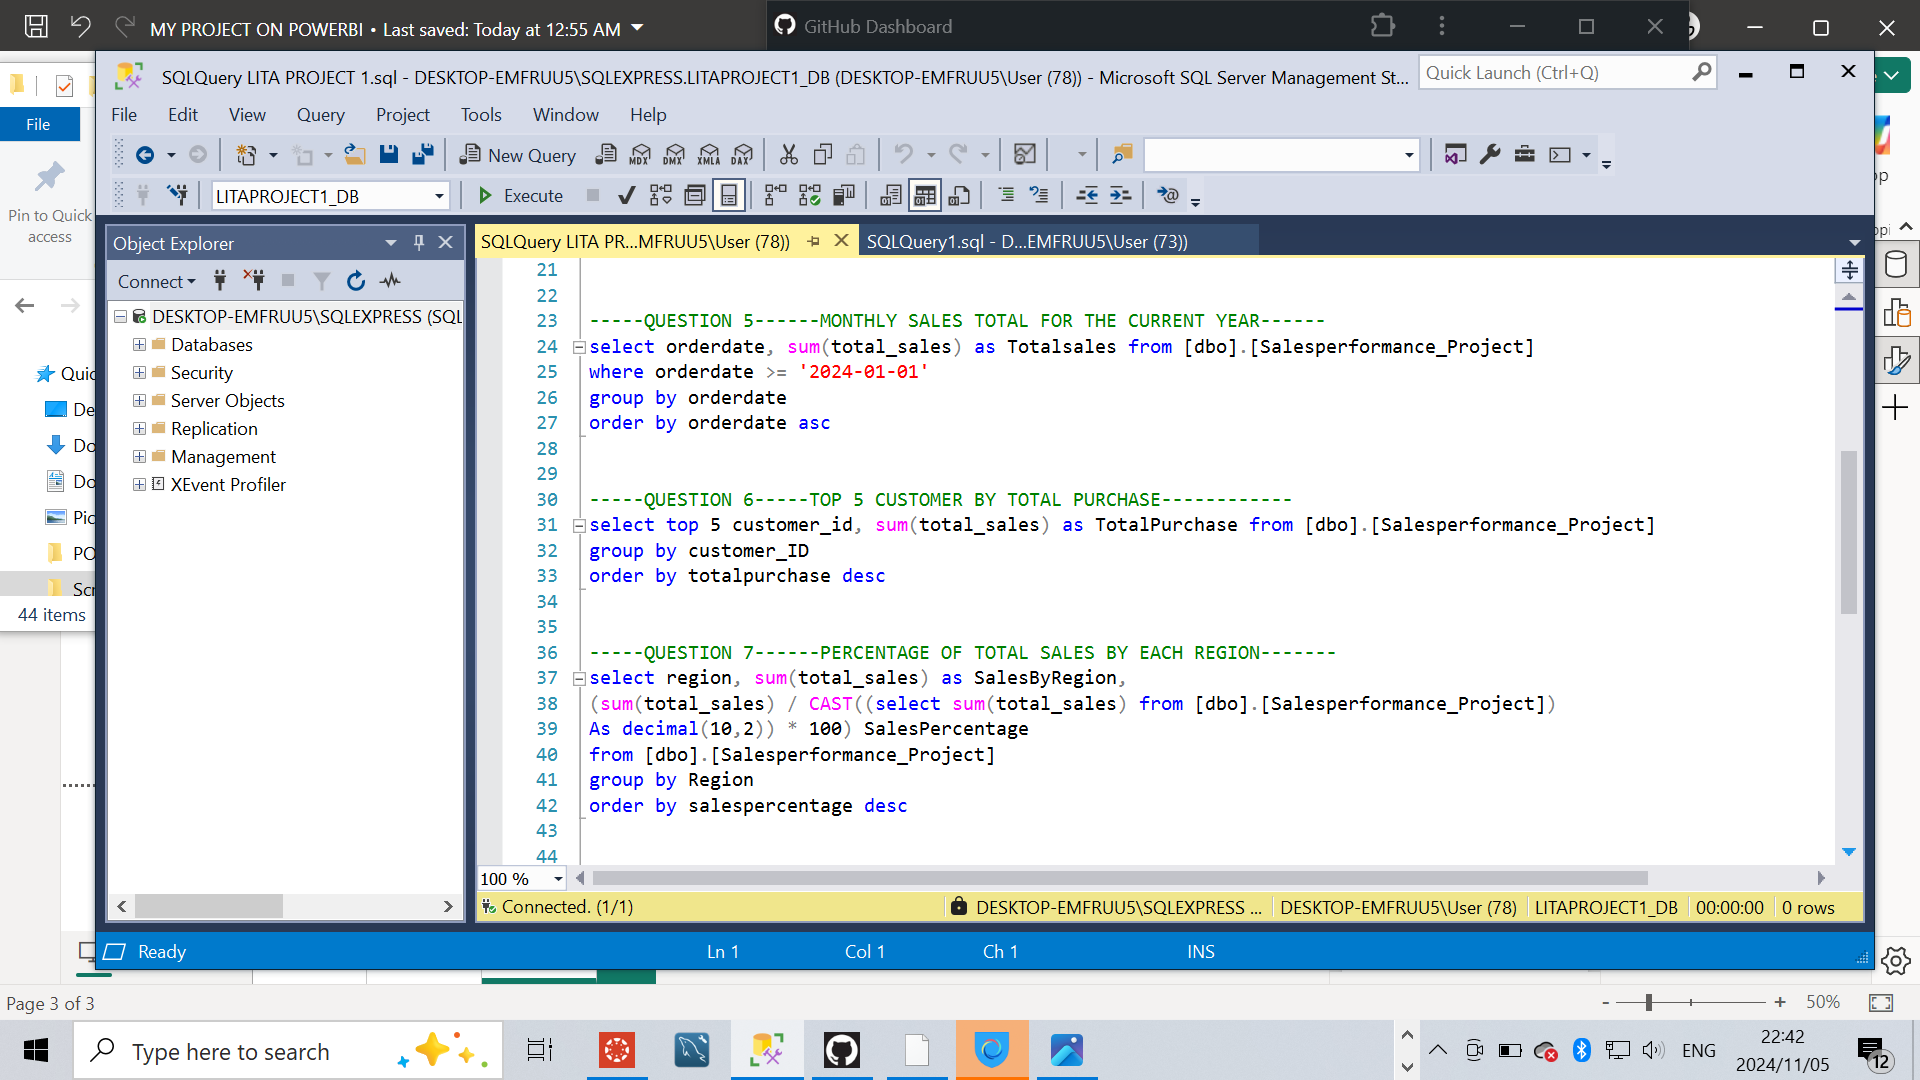 MY PROJECT ON POWERBI • Last saved: Today at 12:55 AM
GitHub Dashboard
SQLQuery LITA PROJECT 1.sql - DESKTOP-EMFRUU5\SQLEXPRESS.LITAPROJECT1_DB (DESKTOP-EMFRUU5\User (78)) - Microsoft SQL Server Management St...
Quick Launch (Ctrl+Q)
File
File Edit View Query Project Tools Window Help
New Query
MDX DMX XMLA DAX
LITAPROJECT1_DB
Execute
Pin to Quick
access
Object Explorer
SQLQuery LITA PR...MFRUU5\User (78))
SQLQuery1.sql - D...EMFRUU5\User (73))
Connect
DESKTOP-EMFRUU5\SQLEXPRESS (SQL
Databases
Security
Server Objects
Replication
Management
XEvent Profiler
Quic
De
Do
Do
Pic
PO
Scr
44 items
21
22
23 -----QUESTION 5------MONTHLY SALES TOTAL FOR THE CURRENT YEAR------
24 select orderdate, sum(total_sales) as Totalsales from [dbo].[Salesperformance_Project]
25 where orderdate >= '2024-01-01'
26 group by orderdate
27 order by orderdate asc
28
29
30 -----QUESTION 6-----TOP 5 CUSTOMER BY TOTAL PURCHASE------------
31 select top 5 customer_id, sum(total_sales) as TotalPurchase from [dbo].[Salesperformance_Project]
32 group by customer_ID
33 order by totalpurchase desc
34
35
36 -----QUESTION 7------PERCENTAGE OF TOTAL SALES BY EACH REGION-------
37 select region, sum(total_sales) as SalesByRegion,
38 (sum(total_sales) / CAST((select sum(total_sales) from [dbo].[Salesperformance_Project])
39 As decimal(10,2)) * 100) SalesPercentage
40 from [dbo].[Salesperformance_Project]
41 group by Region
42 order by salespercentage desc
43
44
100 %
Connected. (1/1)
DESKTOP-EMFRUU5\SQLEXPRESS ...
DESKTOP-EMFRUU5\User (78)
LITAPROJECT1_DB
00:00:00
0 rows
Ready
Ln 1
Col 1
Ch 1
INS
Page 3 of 3
- + 50%
Type here to search
ENG
22:42
2024/11/05
12